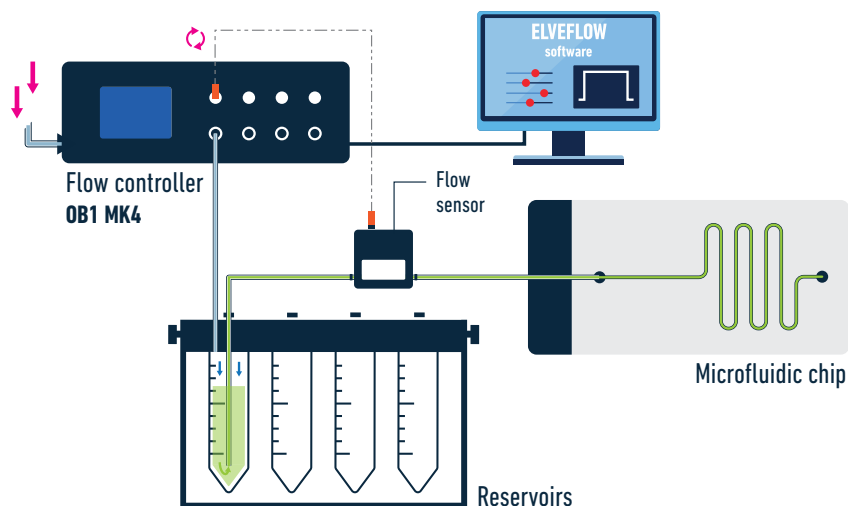 ELVEFLOW
software
Flow controller
OB1 MK4
Flow
sensor
Microfluidic chip
Reservoirs